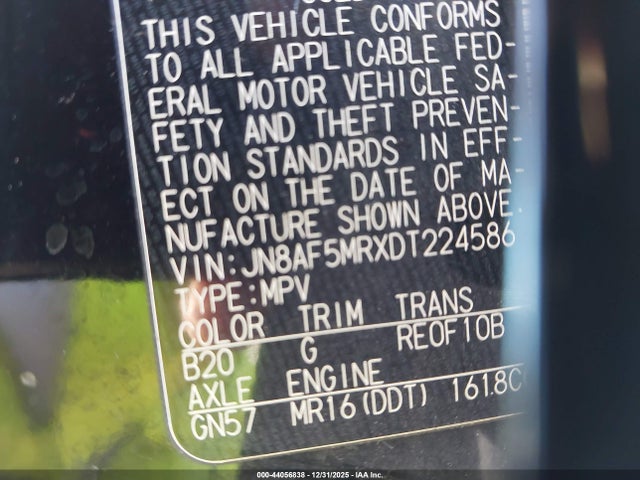 THIS VEHICLE CONFORMS
TO ALL APPLICABLE FED-
ERAL MOTOR VEHICLE SA-
FETY AND THEFT PREVEN-
TION STANDARDS IN EFF-
ECT ON THE DATE OF MA-
NUFACTURE SHOWN ABOVE.
VIN:JN8AF5MRXDT224586
TYPE:MPV
COLOR TRIM TRANS
B20 G RE0F10B
AXLE ENGINE
GN57 MR16(DDT) 1618C
000-44056838 - 12/31/2025 - IAA Inc.